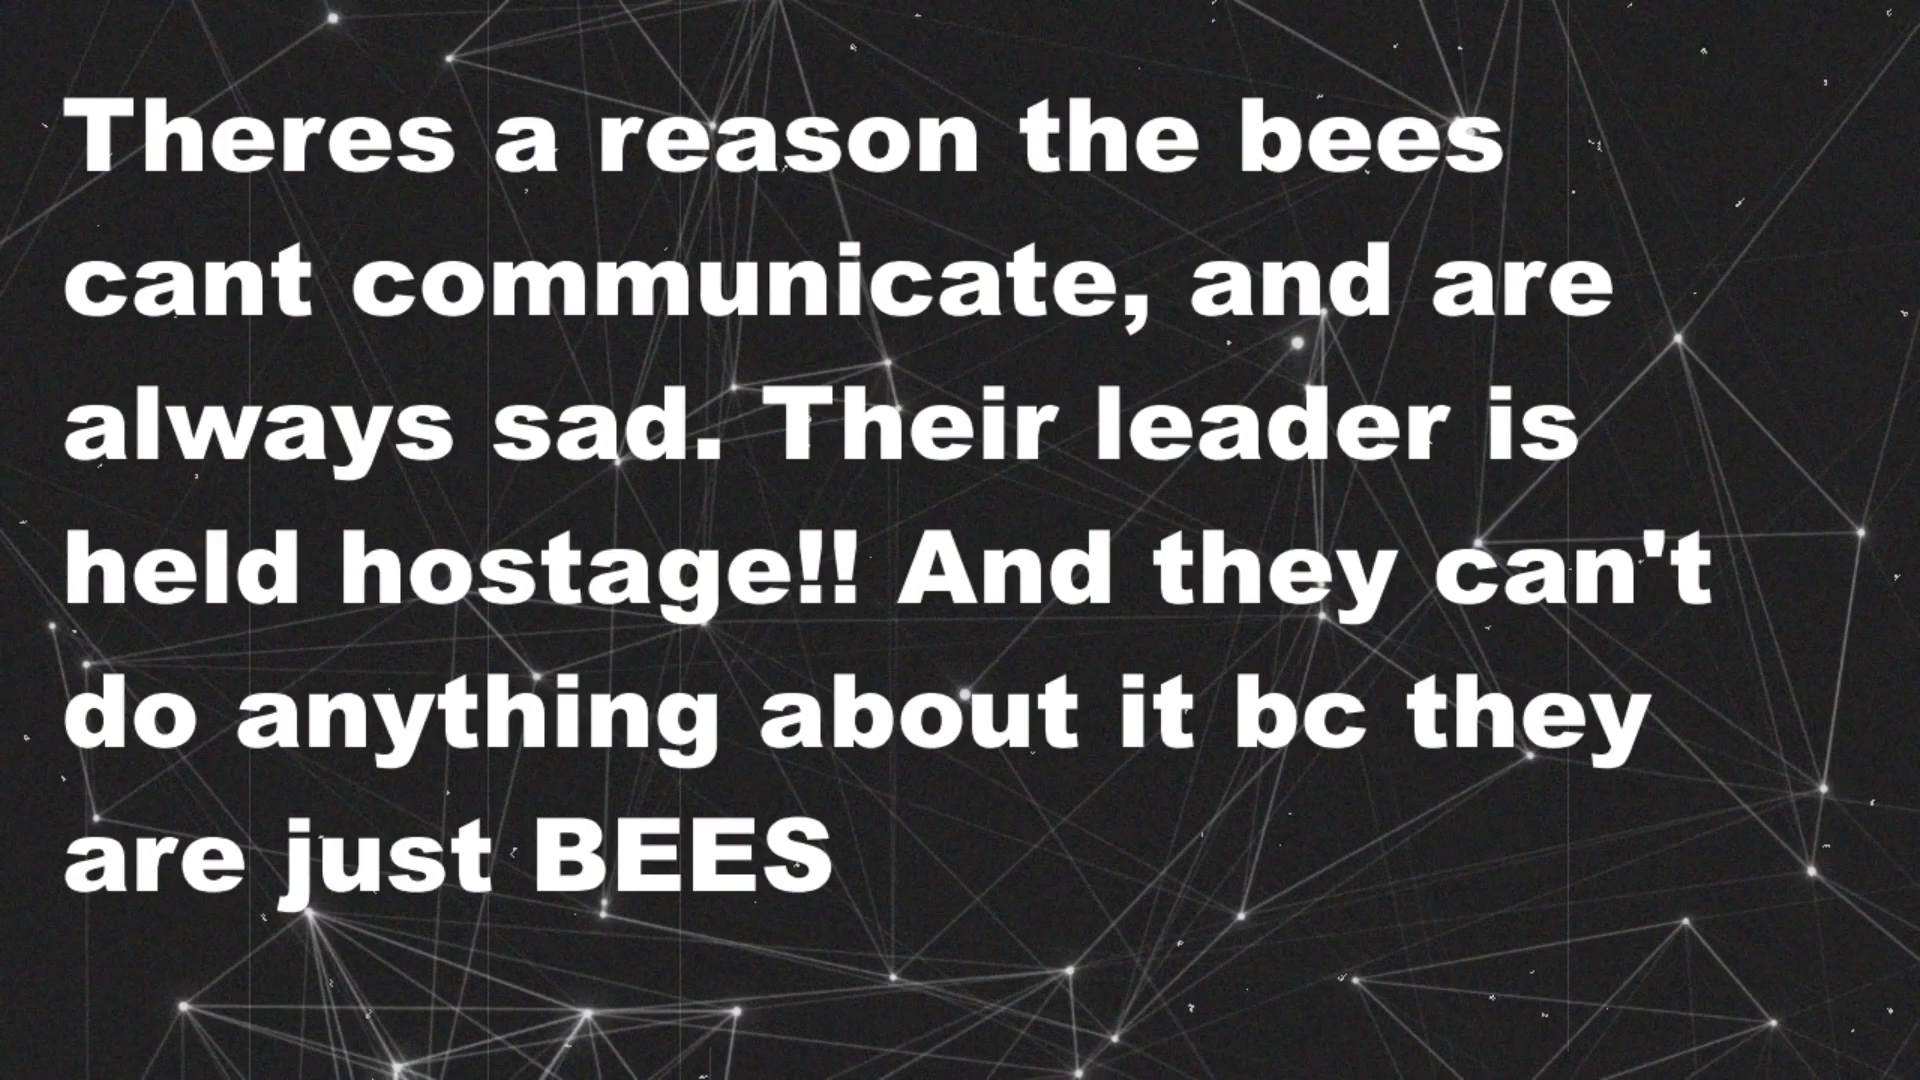 Theres a reason the bees
cant communicate, and are
always sad. Their leader is
held hostage!! And they can't
do anything about it bc they
are just BEES